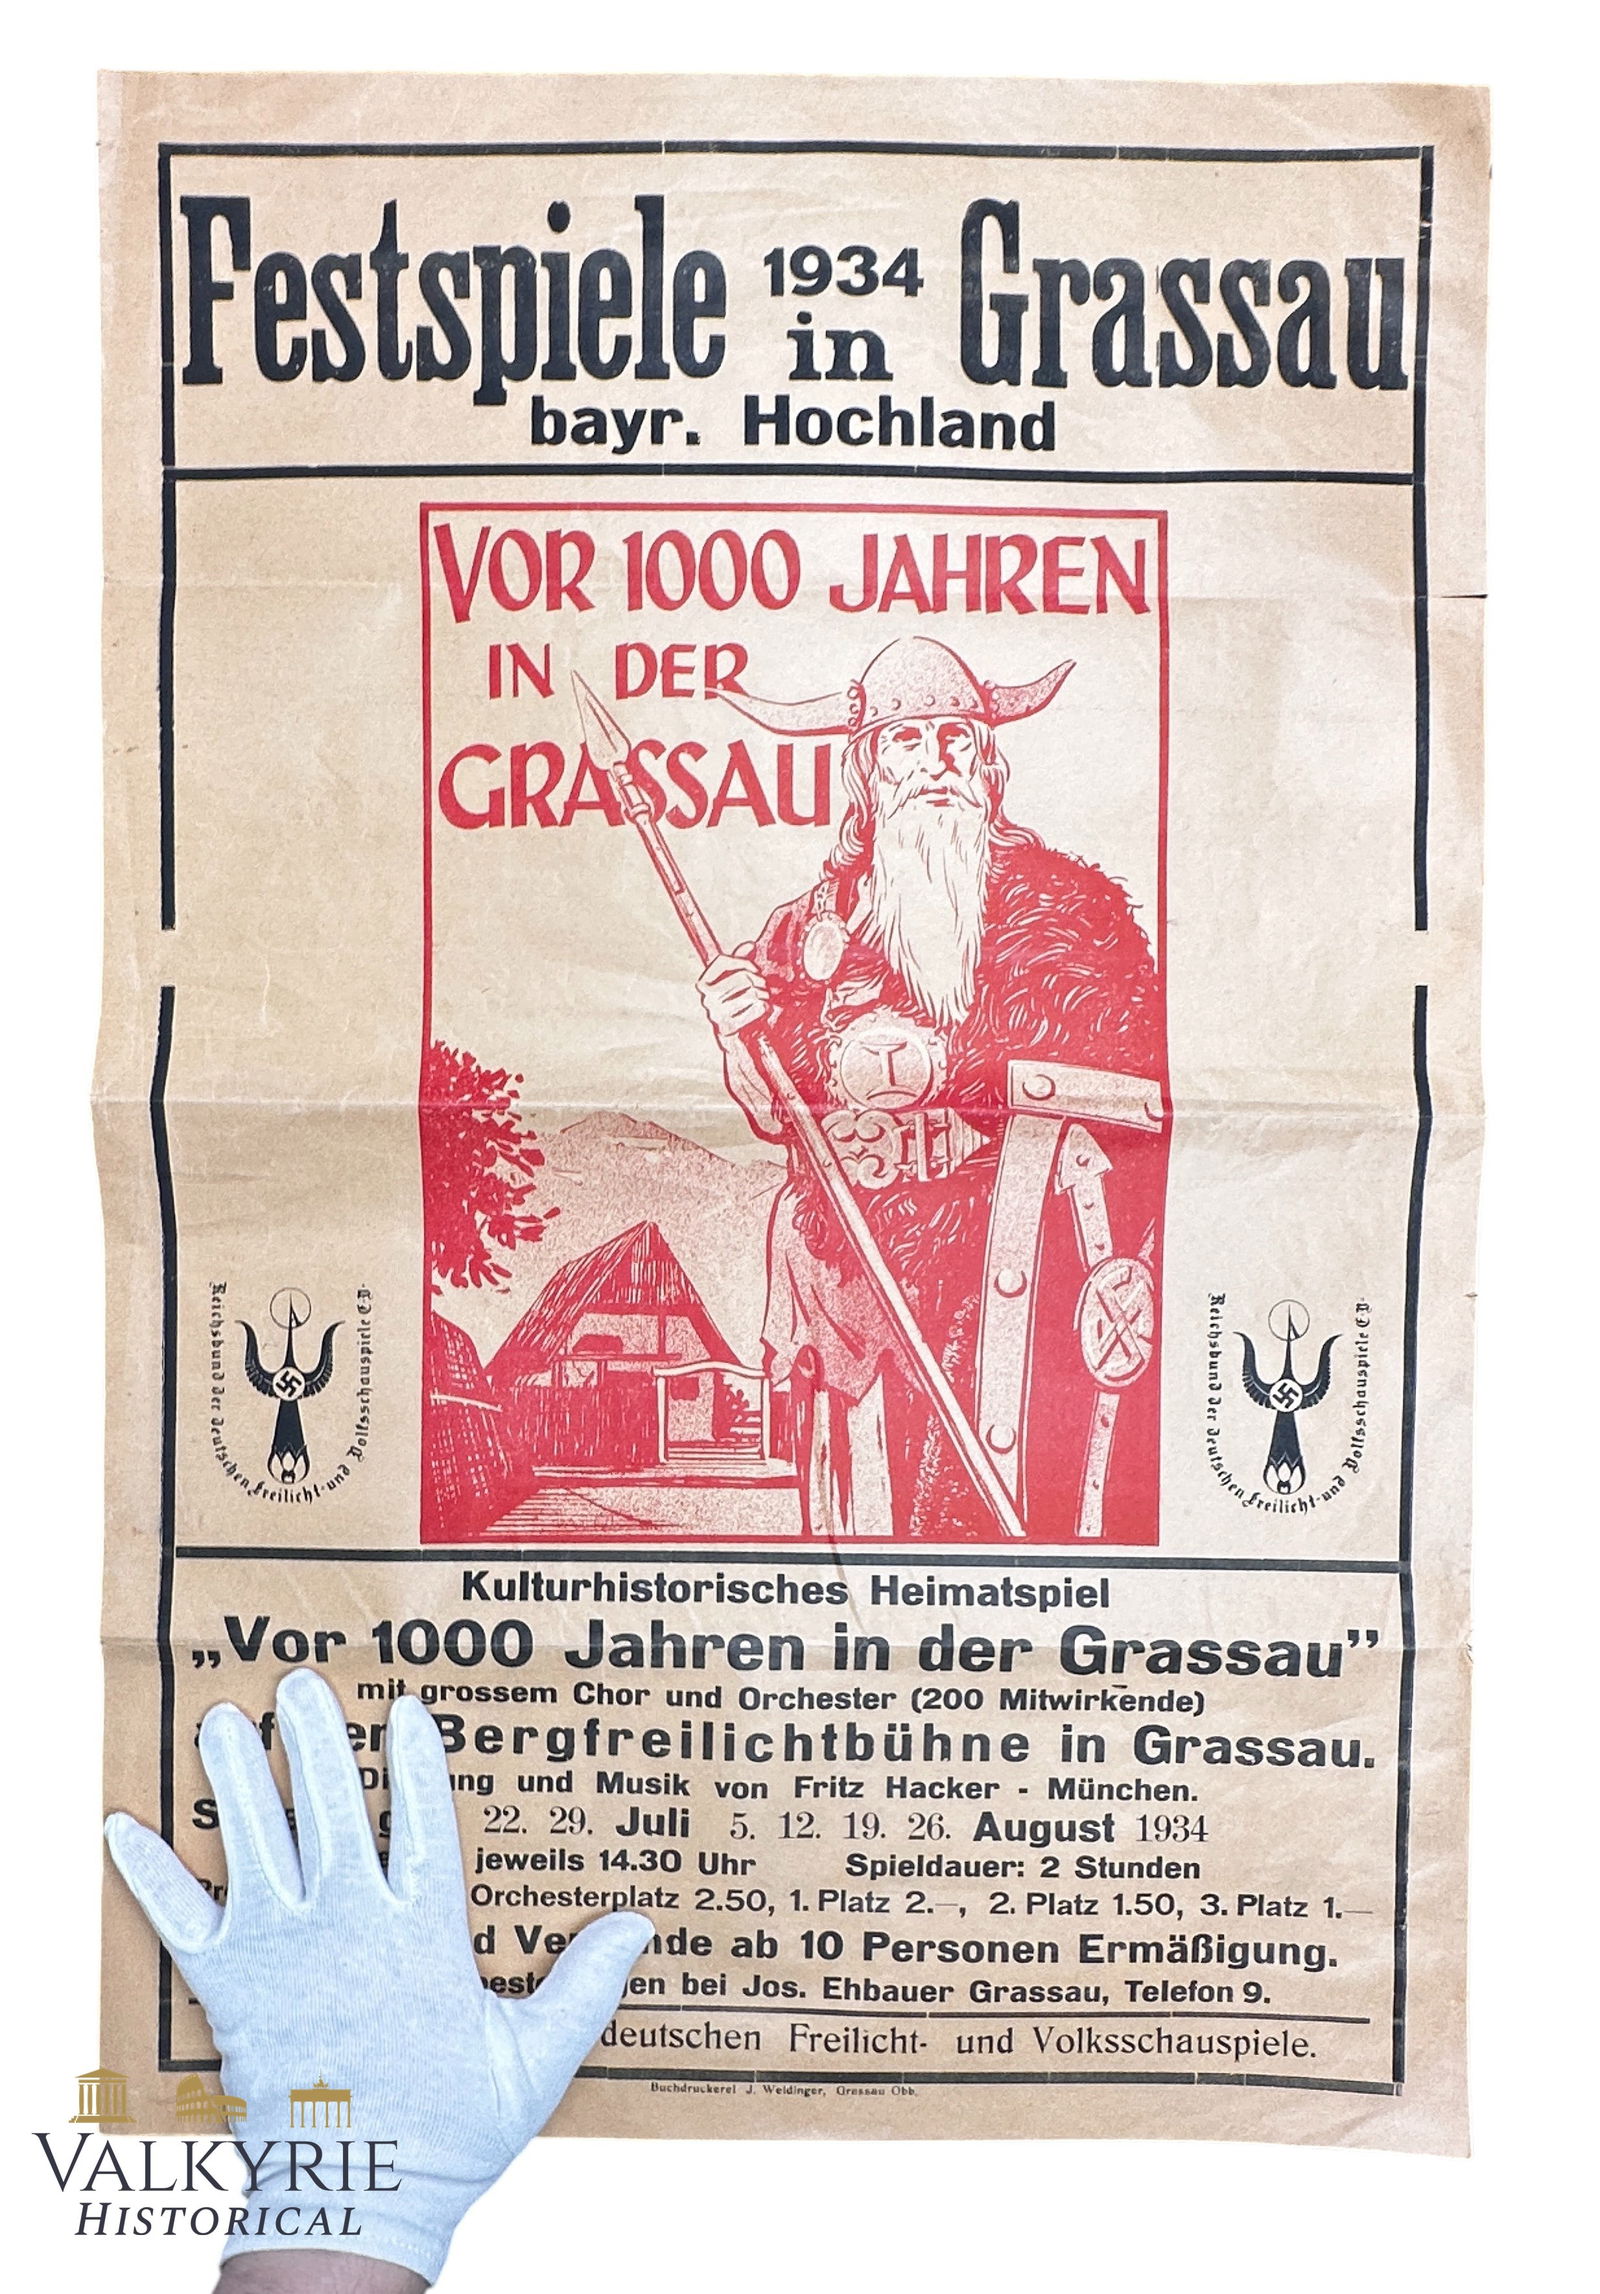 Festspiele 1934 in Grassau
bayr. Hochland
VOR 1000 JAHREN
IN DER
GRASSAU
Reichsbund der deutschen Freilicht- und Volksschauspiele E.V.
Reichsbund der deutschen Freilicht- und Volksschauspiele E.V.
Kulturhistorisches Heimatspiel
„Vor 1000 Jahren in der Grassau”
mit grossem Chor und Orchester (200 Mitwirkende)
Bergfreilichtbühne in Grassau.
und Musik von Fritz Hacker - München.
22. 29. Juli 5. 12. 19. 26. August 1934
jeweils 14.30 Uhr Spieldauer: 2 Stunden
Orchesterplatz 2.50, 1. Platz 2.—, 2. Platz 1.50, 3. Platz 1.—
ab 10 Personen Ermäßigung.
bei Jos. Ehbauer Grassau, Telefon 9.
deutschen Freilicht- und Volksschauspiele.
Buchdruckerei J. Weidinger, Grassau Obb.
VALKYRIE
HISTORICAL